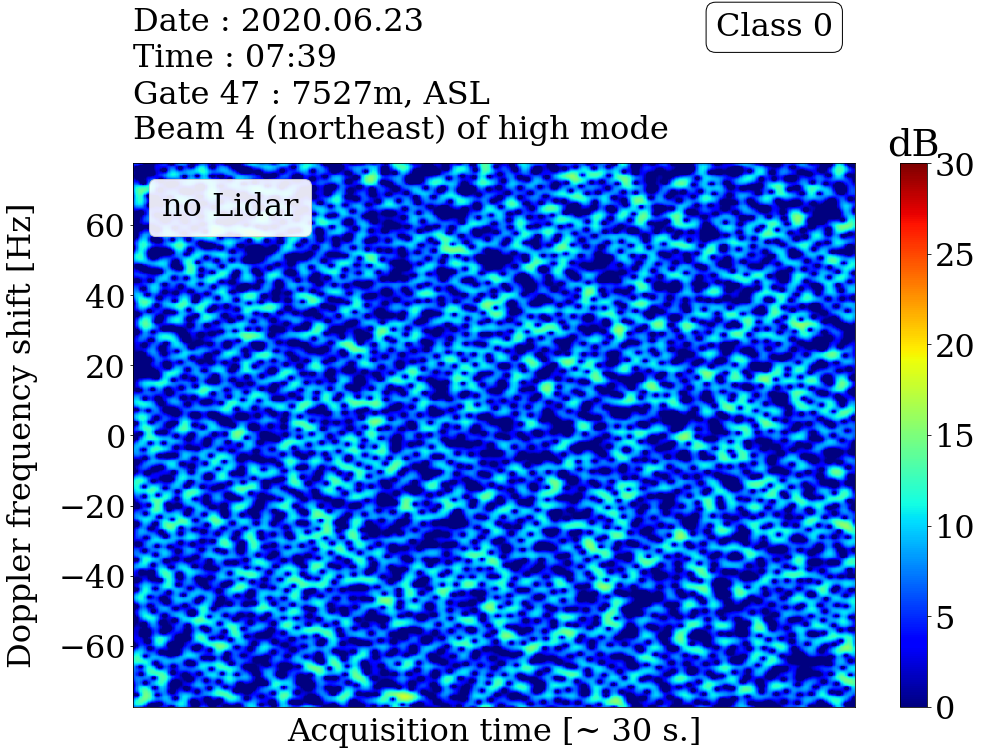 Date : 2020.06.23
Time : 07:39
Gate 47 : 7527m, ASL
Beam 4 (northeast) of high mode
Class 0
no Lidar
Doppler frequency shift [Hz]
60
40
20
0
−20
−40
−60
Acquisition time [~ 30 s.]
dB
30
25
20
15
10
5
0